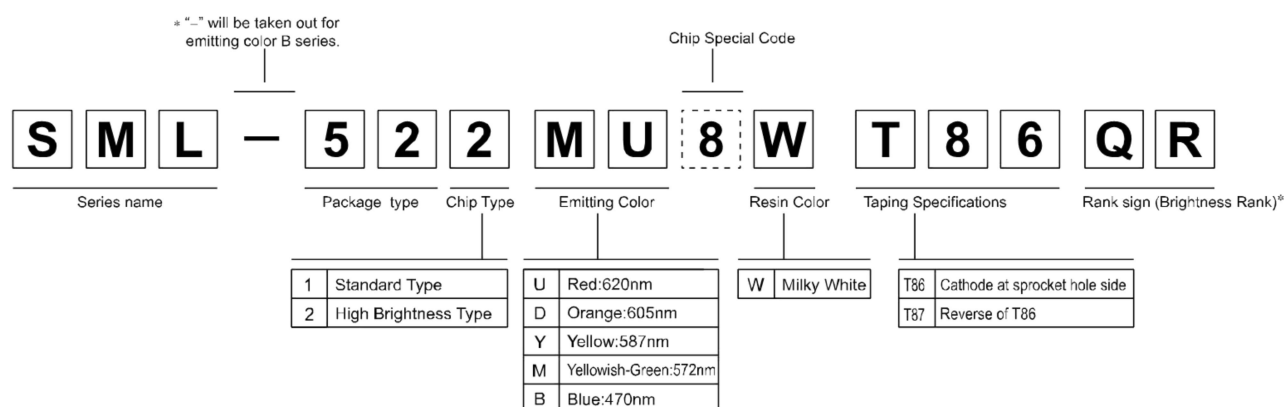 * “–” will be taken out for
emitting color B series.
Chip Special Code
S M L — 5 2 2 M U 8 W T 8 6 Q R
Series name Package type Chip Type Emitting Color Resin Color Taping Specifications Rank sign (Brightness Rank)*
1 Standard Type
2 High Brightness Type
U Red:620nm
D Orange:605nm
Y Yellow:587nm
M Yellowish-Green:572nm
B Blue:470nm
W Milky White
T86 Cathode at sprocket hole side
T87 Reverse of T86